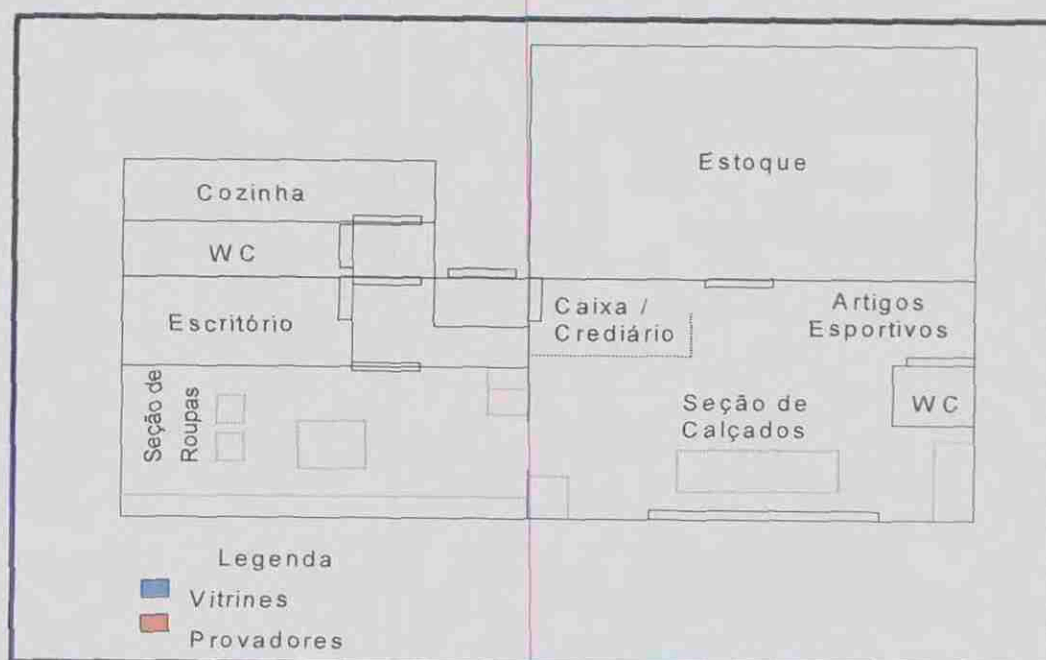 Estoque
Cozinha
WC
Escritório
Caixa /
Crediário
Artigos
Esportivos
Seção de
Roupas
Seção de
Calçados
WC
Legenda
Vitrines
Provadores